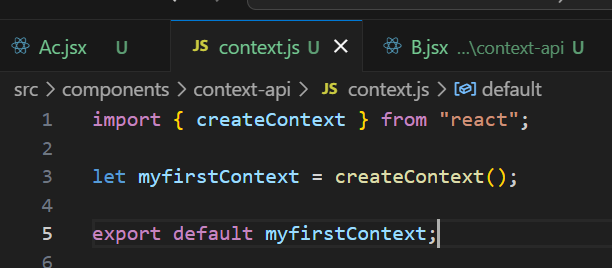 Ac.jsx U JS context.js U × B.jsx ...\context-api U
src > components > context-api > JS context.js > default
1 import { createContext } from "react";
2
3 let myfirstContext = createContext();
4
5 export default myfirstContext;
6